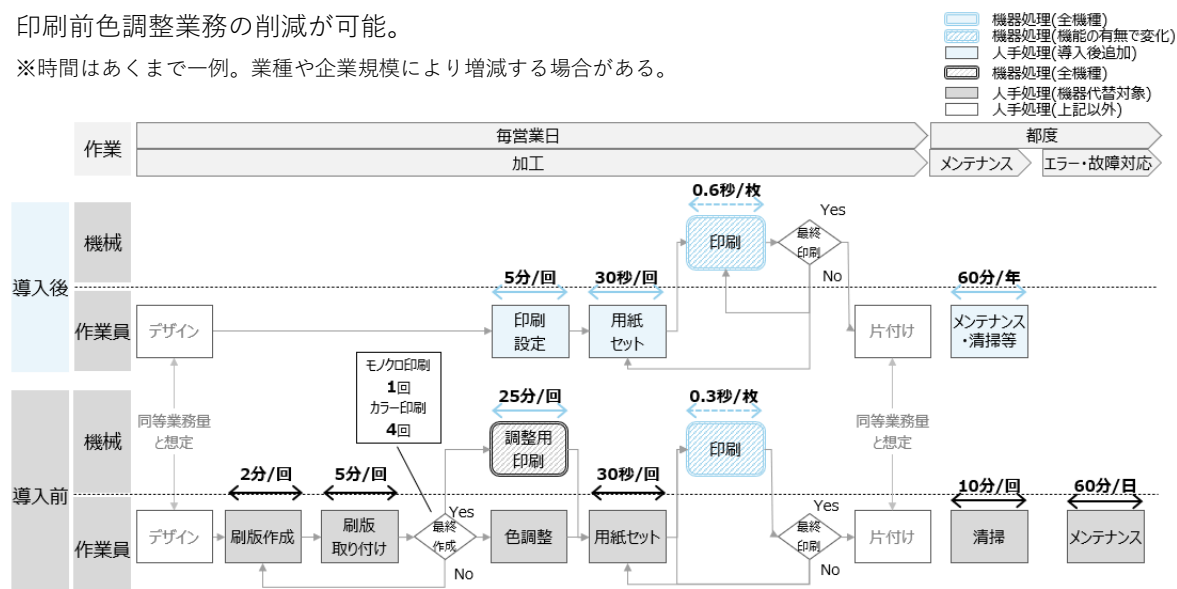 印刷前色調整業務の削減が可能。
※時間はあくまで一例。業種や企業規模により増減する場合がある。
機器処理(全機種)
機器処理(機能の有無で変化)
人手処理(導入後追加)
機器処理(全機種)
人手処理(機器代替対象)
人手処理(上記以外)
作業
毎営業日
都度
加工
メンテナンス
エラー・故障対応
導入後
機械
0.6秒/枚
印刷
最終
印刷
Yes
No
作業員
デザイン
5分/回
印刷
設定
30秒/回
用紙
セット
片付け
60分/年
メンテナンス
・清掃等
同等業務量
と想定
モノクロ印刷
1回
カラー印刷
4回
同等業務量
と想定
導入前
機械
25分/回
調整用
印刷
0.3秒/枚
印刷
作業員
デザイン
2分/回
刷版作成
5分/回
刷版
取り付け
最終
作成
Yes
No
色調整
30秒/回
用紙セット
最終
印刷
Yes
No
片付け
10分/回
清掃
60分/日
メンテナンス